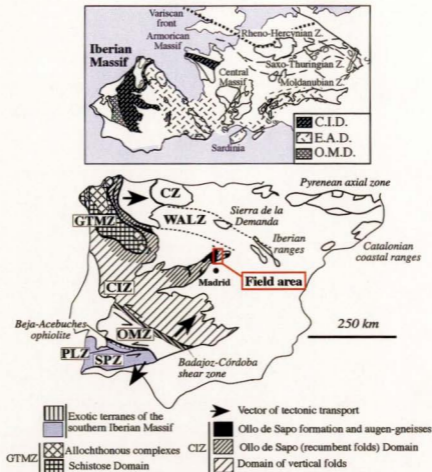 Variscan
front
Armorican
Massif
Rheno-Hercynian Z.
Iberian
Massif
Saxo-Thuringian Z.
Central
Massif
Moldanubian Z.
C.I.D.
E.A.D.
O.M.D.
Sardinia
Pyrenean axial zone
CZ
GTMZ
WALZ
Sierra de la
Demanda
Iberian
ranges
Catalonian
coastal ranges
Madrid
Field area
CIZ
Beja-Acebuches
ophiolite
OMZ
250 km
PLZ
SPZ
Badajoz-Córdoba
shear zone
Exotic terranes of the
southern Iberian Massif
Vector of tectonic transport
GTMZ
Allochthonous complexes
Schistose Domain
CIZ
Ollo de Sapo formation and augen-gneisses
Ollo de Sapo (recumbent folds) Domain
Domain of vertical folds